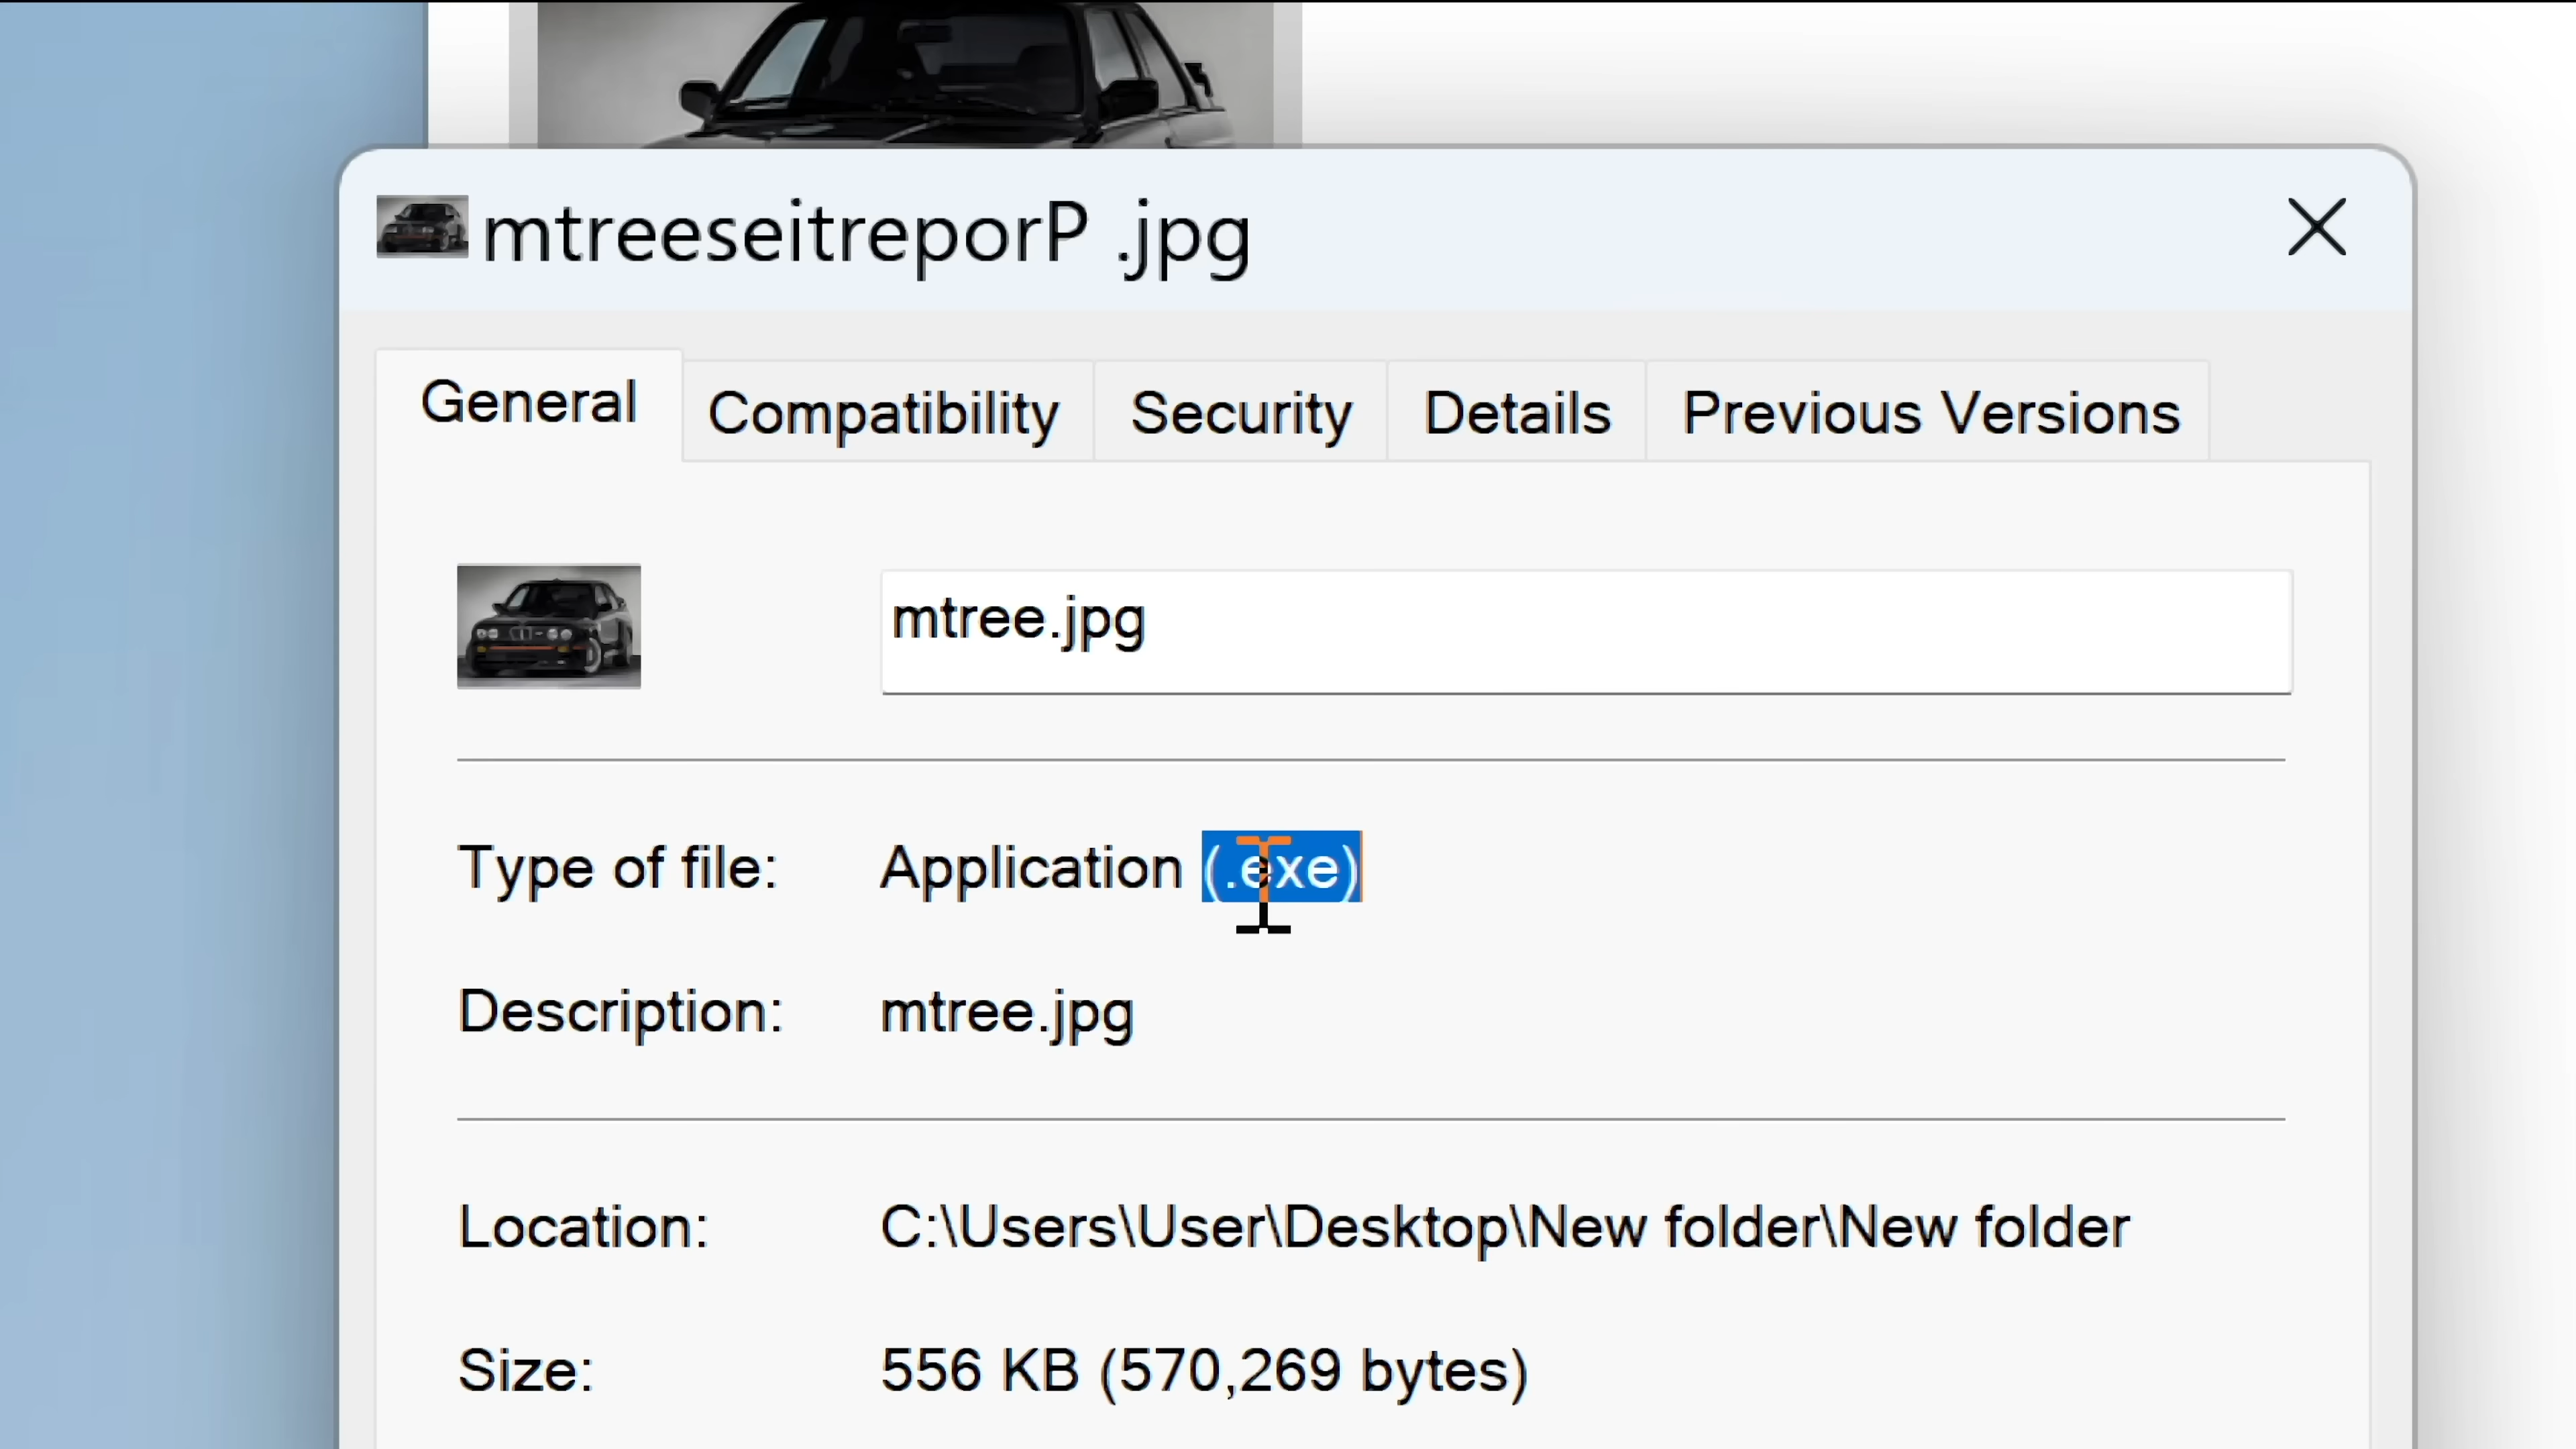 mtreeseitreporP .jpg
General Compatibility Security Details Previous Versions
mtree.jpg
Type of file: Application (.exe)
Description: mtree.jpg
Location: C:\Users\User\Desktop\New folder\New folder
Size: 556 KB (570,269 bytes)